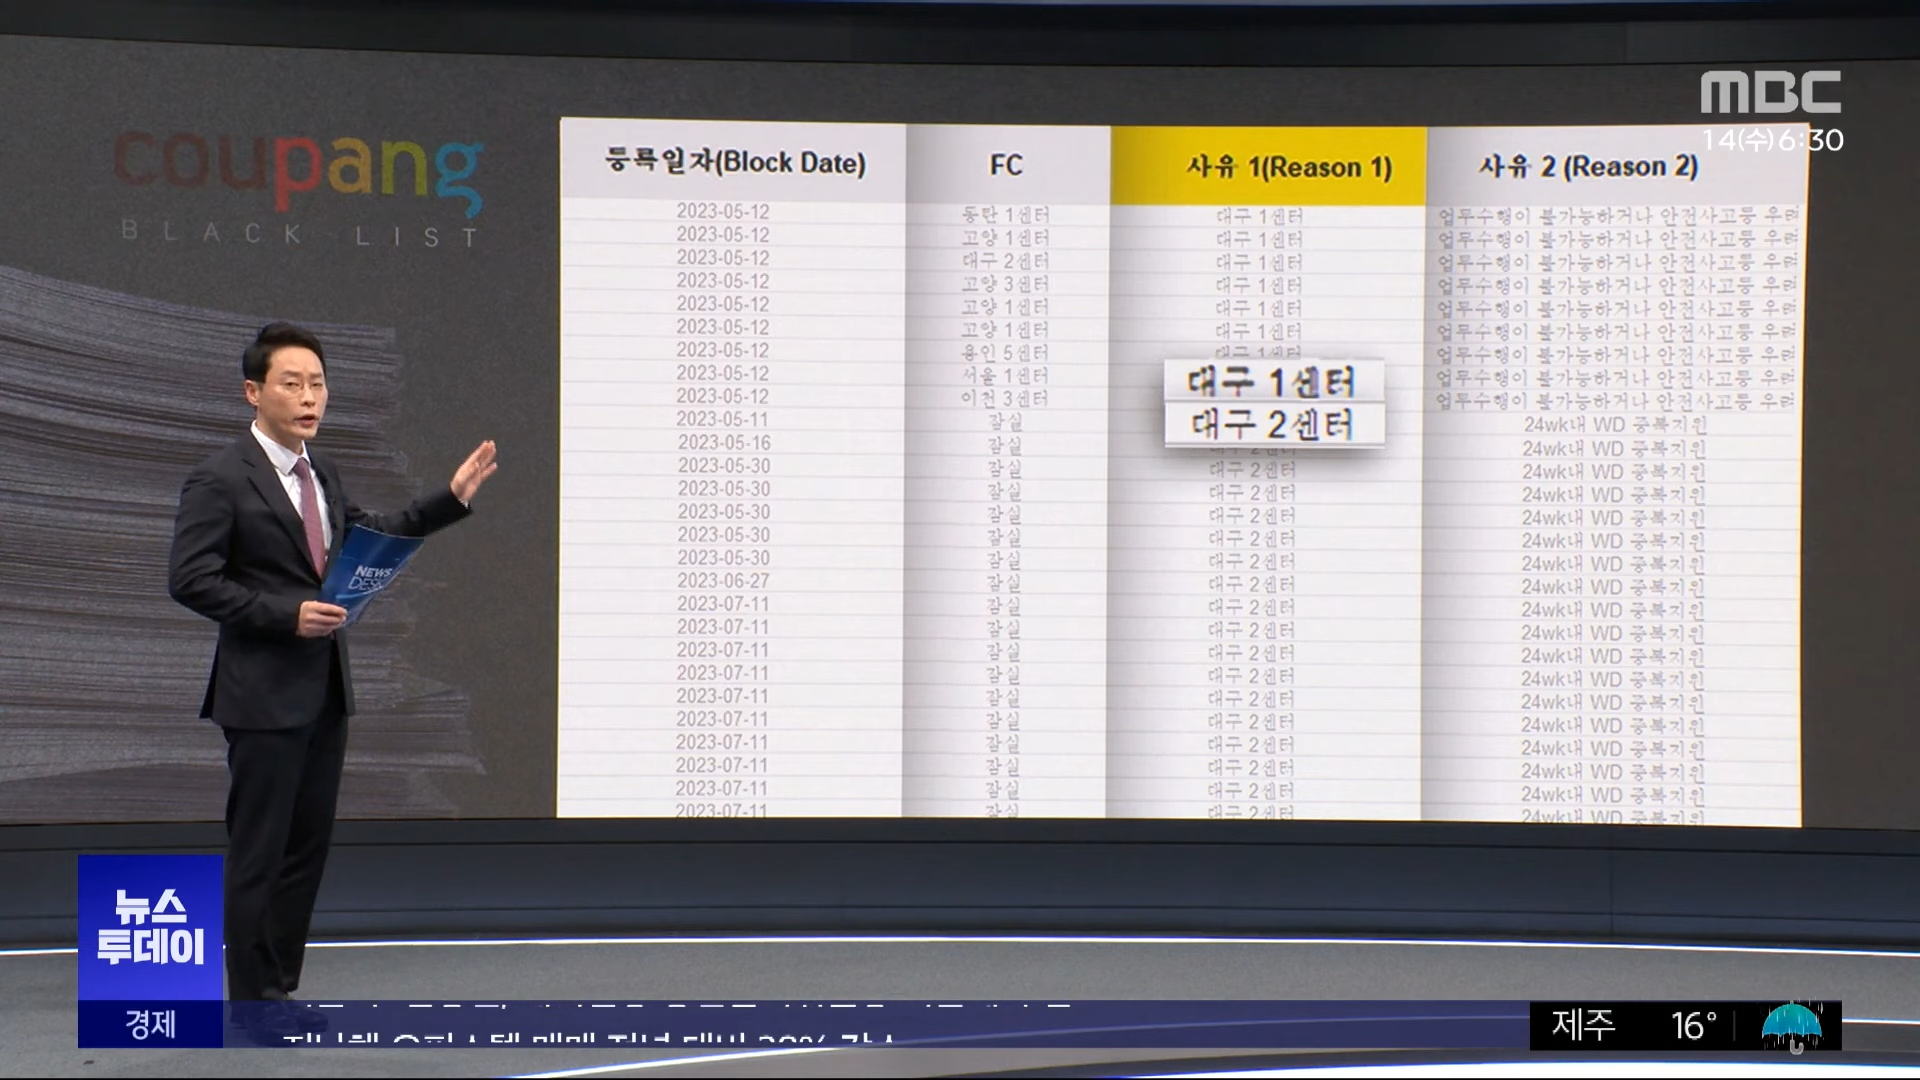 MBC
14(수)6:30
coupang
BLACK LIST
등록일자(Block Date) FC 사유 1(Reason 1) 사유 2 (Reason 2)
2023-05-12 동탄 1센터 대구 1센터 업무수행이 불가능하거나 안전사고등 우려
2023-05-12 고양 1센터 대구 1센터 업무수행이 불가능하거나 안전사고등 우려
2023-05-12 대구 2센터 대구 1센터 업무수행이 불가능하거나 안전사고등 우려
2023-05-12 고양 3센터 대구 1센터 업무수행이 불가능하거나 안전사고등 우려
2023-05-12 고양 1센터 대구 1센터 업무수행이 불가능하거나 안전사고등 우려
2023-05-12 고양 1센터 대구 1센터 업무수행이 불가능하거나 안전사고등 우려
2023-05-12 용인 5센터 대구 1센터 업무수행이 불가능하거나 안전사고등 우려
2023-05-12 서울 1센터 대구 1센터 업무수행이 불가능하거나 안전사고등 우려
2023-05-12 이천 3센터 업무수행이 불가능하거나 안전사고등 우려
2023-05-11 잠실 대구 2센터 24wk내 WD 중복지원
2023-05-16 잠실 대구 2센터 24wk내 WD 중복지원
2023-05-30 잠실 대구 2센터 24wk내 WD 중복지원
2023-05-30 잠실 대구 2센터 24wk내 WD 중복지원
2023-05-30 잠실 대구 2센터 24wk내 WD 중복지원
2023-05-30 잠실 대구 2센터 24wk내 WD 중복지원
2023-05-30 잠실 대구 2센터 24wk내 WD 중복지원
2023-06-27 잠실 대구 2센터 24wk내 WD 중복지원
2023-07-11 잠실 대구 2센터 24wk내 WD 중복지원
2023-07-11 잠실 대구 2센터 24wk내 WD 중복지원
2023-07-11 잠실 대구 2센터 24wk내 WD 중복지원
2023-07-11 잠실 대구 2센터 24wk내 WD 중복지원
2023-07-11 잠실 대구 2센터 24wk내 WD 중복지원
2023-07-11 잠실 대구 2센터 24wk내 WD 중복지원
2023-07-11 잠실 대구 2센터 24wk내 WD 중복지원
2023-07-11 잠실 대구 2센터 24wk내 WD 중복지원
2023-07-11 잠실 대구 2센터 24wk내 WD 중복지원
2023-07-11 잠실 대구 2센터 24wk내 WD 중복지원
NEWS
DESK
뉴스
투데이
경제
제주 16°